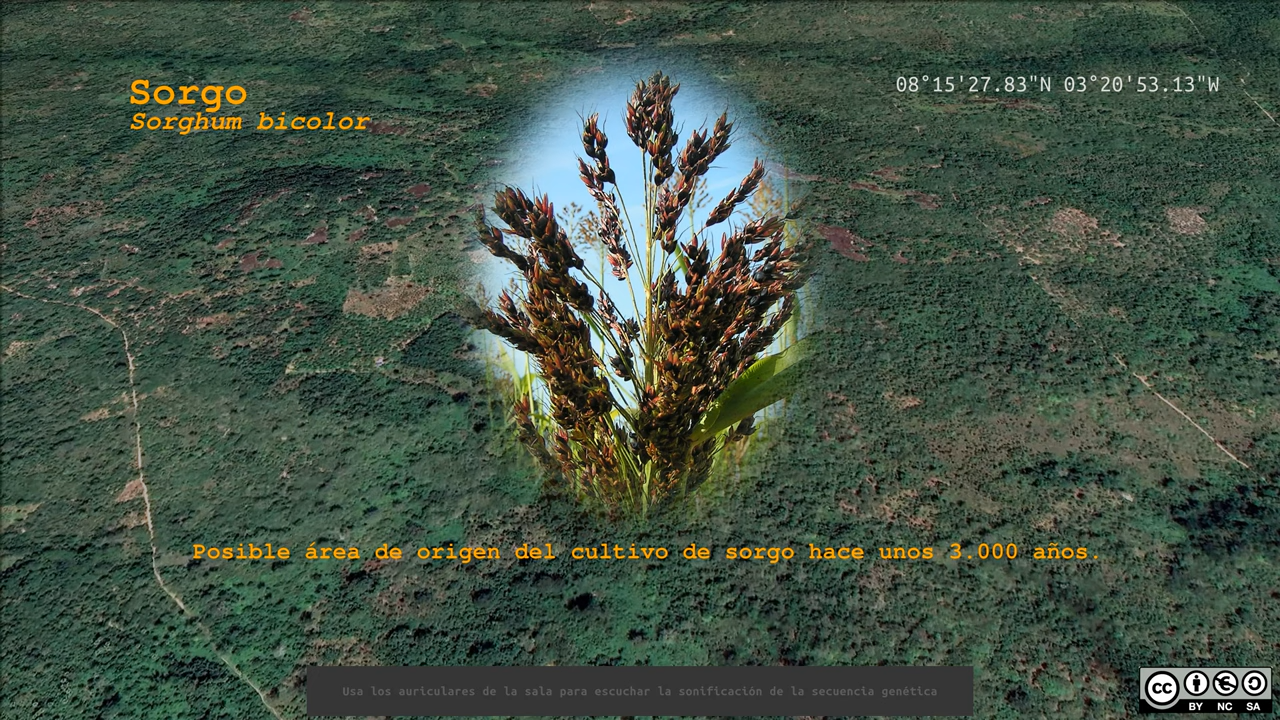 Sorgo
Sorghum bicolor
08°15'27.83"N 03°20'53.13"W
Posible área de origen del cultivo de sorgo hace unos 3.000 años.
Usa los auriculares de la sala para escuchar la sonificación de la secuencia genética
cc
BY NC SA